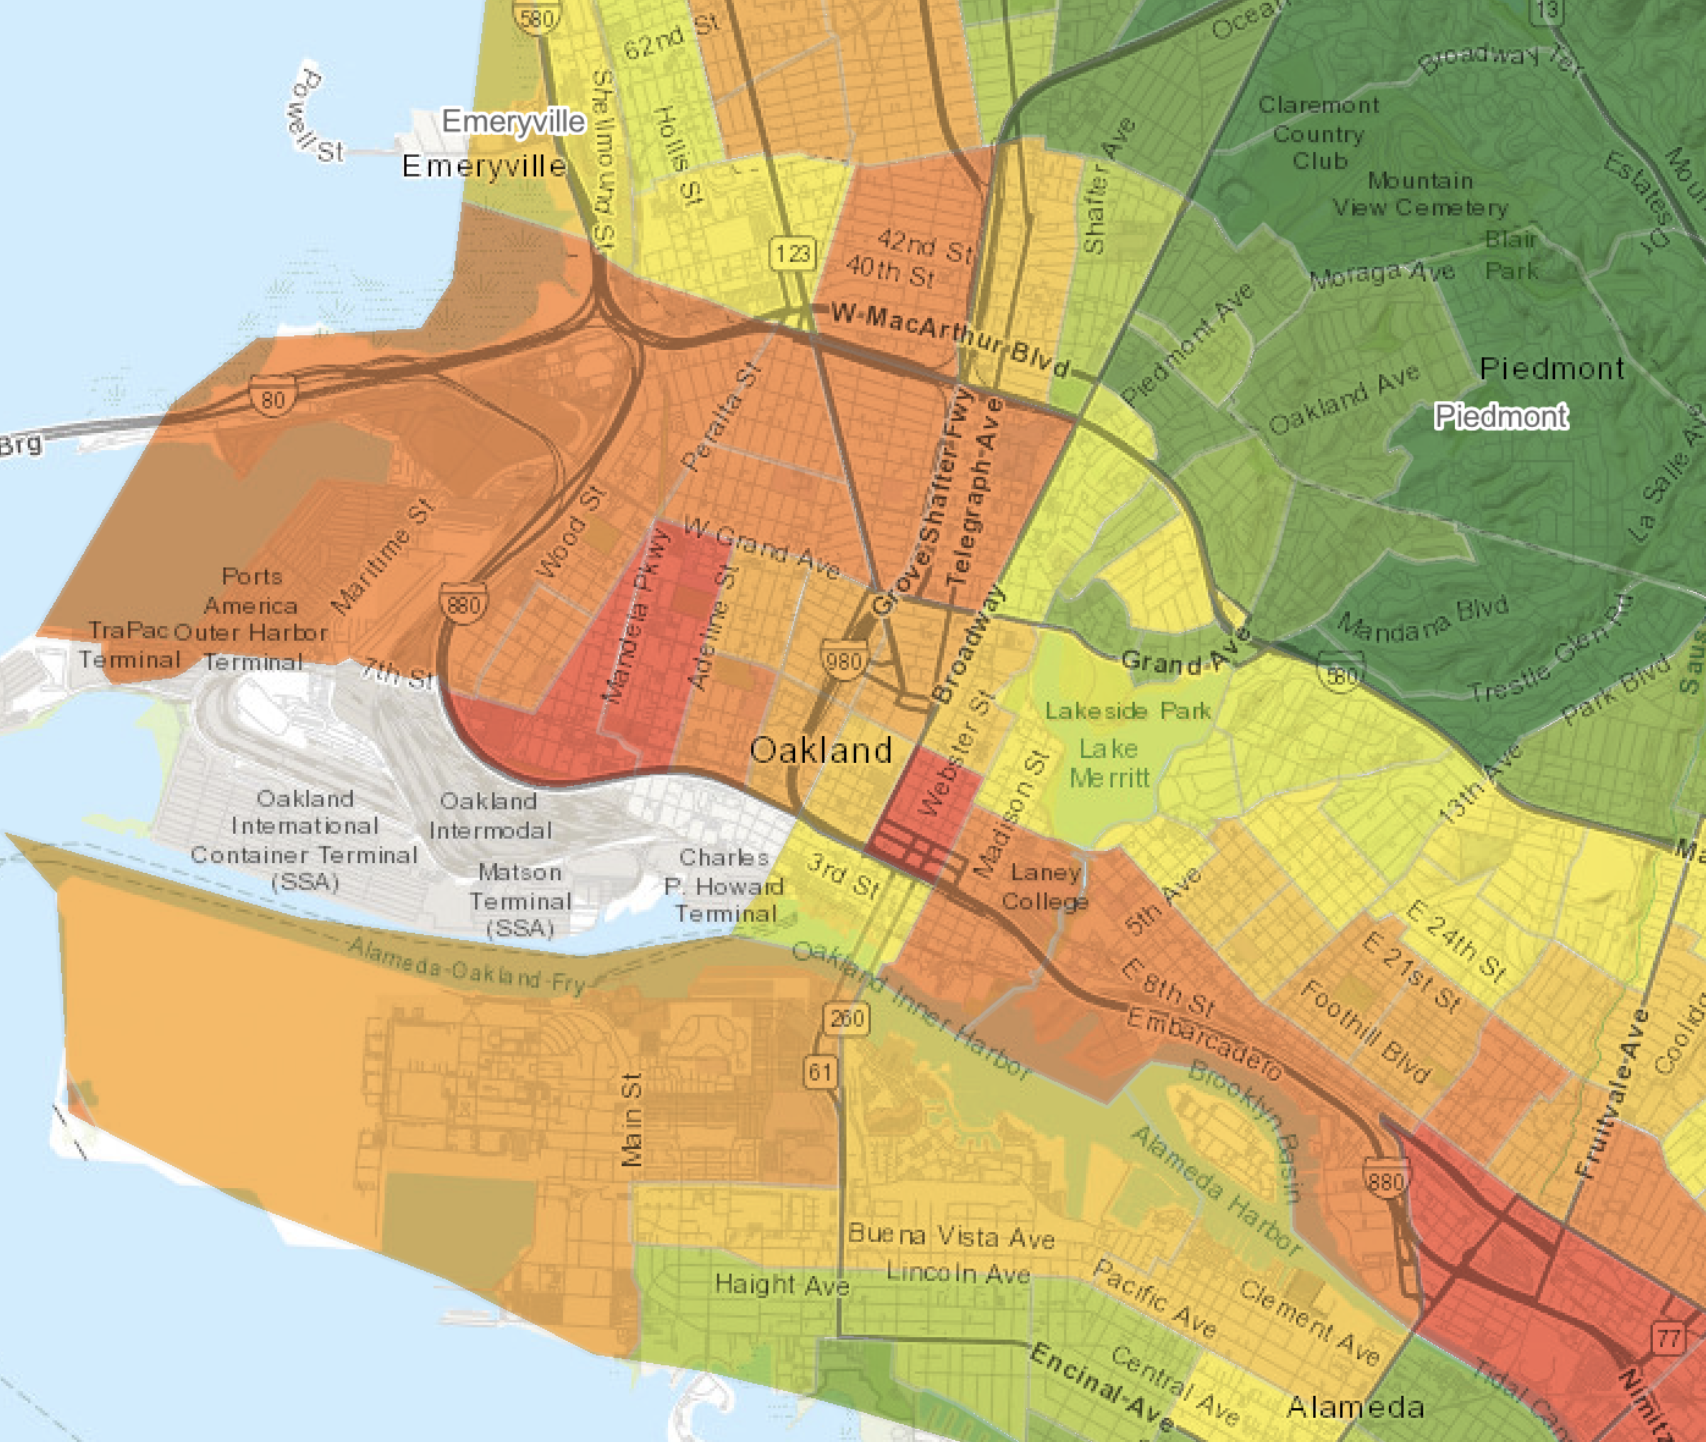 580
62nd St
Ocean
13
Broadway Ter
Powell St
Shellmound St
Hollis St
Emeryville
Emeryville
Claremont
Country
Club
Shafter Ave
Mountain
View Cemetery
Estates Dr
Blair
Park
Moraga Ave
123
42nd St
40th St
W-MacArthur-Blvd
Piedmont Ave
Piedmont
Piedmont
Oakland Ave
80
Brg
Peralta St
Grove Shafter Fwy
Telegraph-Ave
La Salle Ave
Maritime St
Wood St
W Grand Ave
Mandela Pkwy
Adeline St
880
Ports
America
Outer Harbor
Terminal
TraPac
Terminal
7th St
980
Broadway
Grand-Ave
580
Mandana Blvd
Trestle Glen Rd
Park Blvd
Lakeside Park
Lake
Merritt
Oakland
Webster St
Madison St
13th Ave
Oakland
International
Container Terminal
(SSA)
Oakland
Intermodal
Matson
Terminal
(SSA)
Charles
P. Howard
Terminal
3rd St
Laney
College
5th Ave
E 24th St
E 21st St
Foothill Blvd
E 8th St
Embarcadero
Alameda-Oakland-Fry
Oakland Inner Harbor
260
61
Main St
Brooklyn Basin
Alameda Harbor
Fruitvale-Ave
880
Buena Vista Ave
Lincoln Ave
Haight Ave
Pacific Ave
Clement Ave
Encinal-Ave
Central Ave
Alameda
77